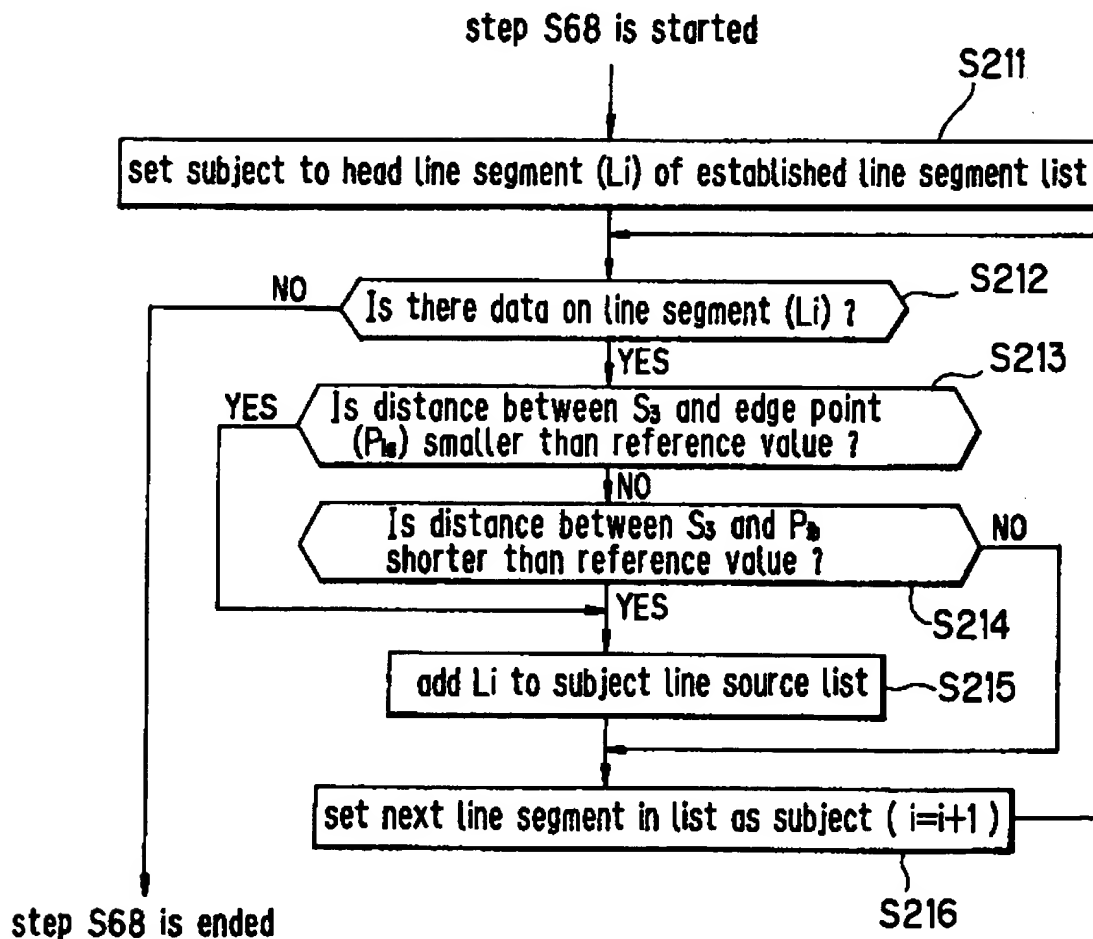 step S68 is started
S211
set subject to head line segment (Li) of established line segment list
NO
S212
Is there data on line segment (Li) ?
YES
S213
YES
Is distance between S3 and edge point
(P1s) smaller than reference value ?
NO
Is distance between S3 and
NO
shorter than reference value ?
YES
S214
add Li to subject line source list
S215
set next line segment in list as subject ( i=i+1 )
S216
step S68 is ended